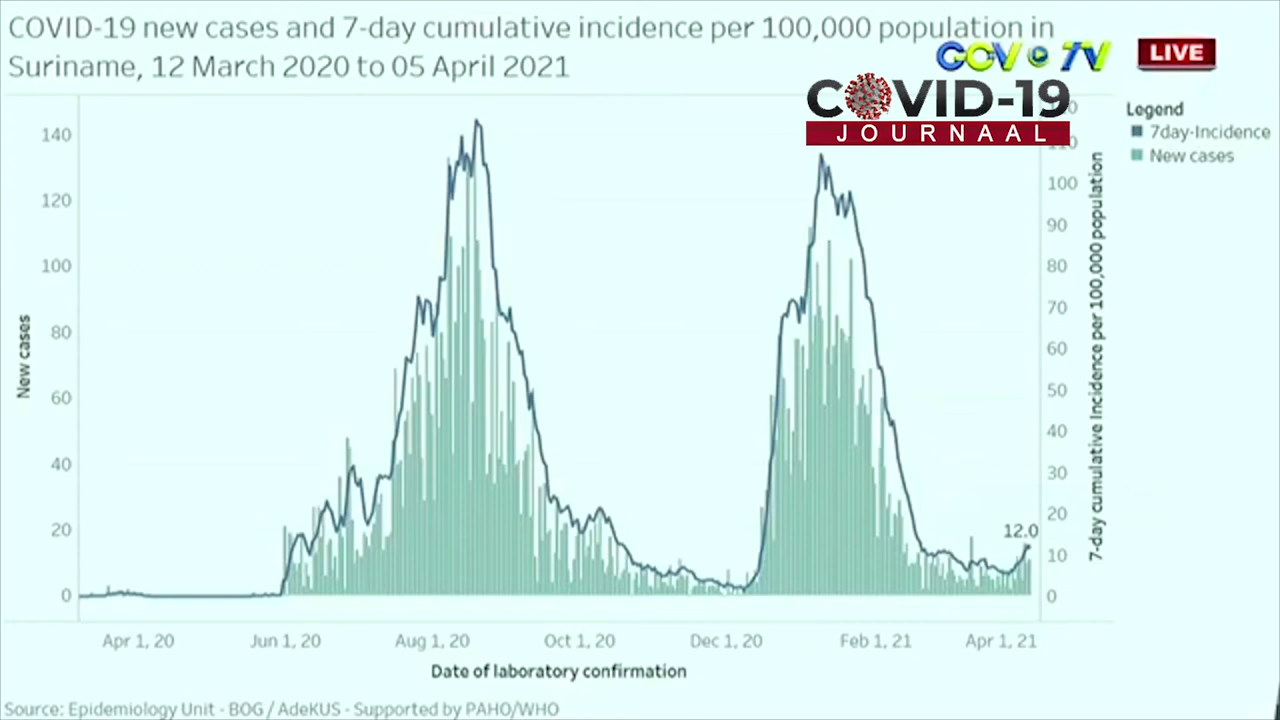 COVID-19 new cases and 7-day cumulative incidence per 100,000 population in
Suriname, 12 March 2020 to 05 April 2021
GOV TV
LIVE
COVID-19
JOURNAAL
Legend
7day-Incidence
New cases
New cases
140
120
100
80
60
40
20
0
110
100
90
80
70
60
50
40
30
20
10
0
7-day cumulative Incidence per 100,000 population
12.0
Apr 1, 20
Jun 1, 20
Aug 1, 20
Oct 1, 20
Dec 1, 20
Feb 1, 21
Apr 1, 21
Date of laboratory confirmation
Source: Epidemiology Unit - BOG / AdeKUS - Supported by PAHO/WHO